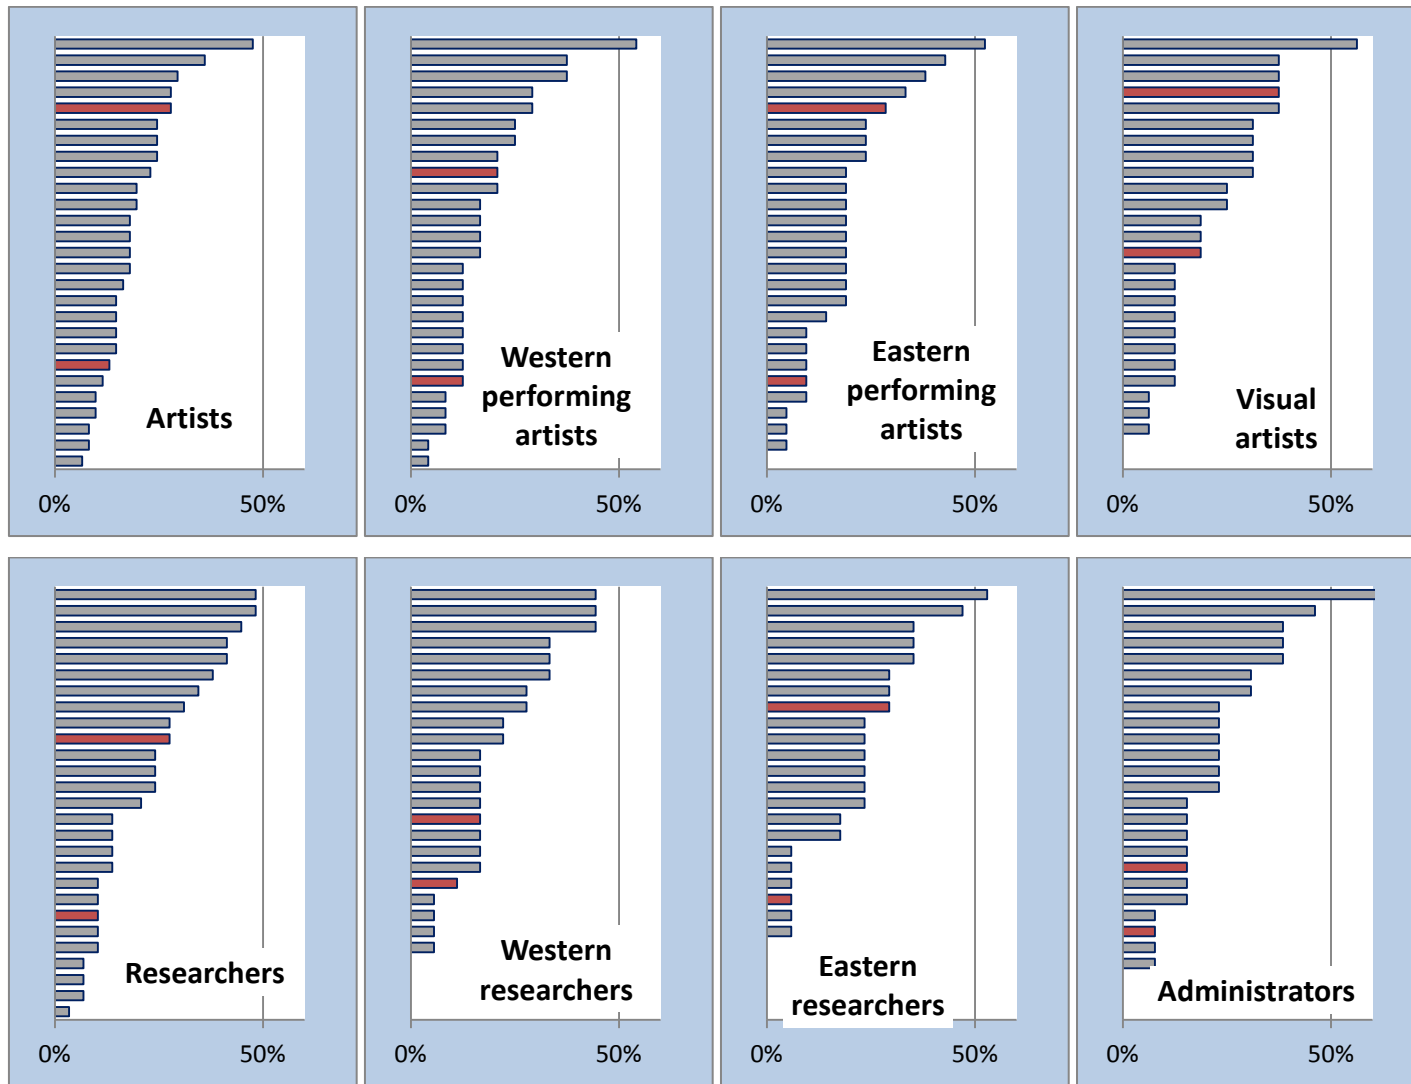 Artists
0% 50%
Western
performing
artists
0% 50%
Eastern
performing
artists
0% 50%
Visual
artists
0% 50%
Researchers
0% 50%
Western
researchers
0% 50%
Eastern
researchers
0% 50%
Administrators
0% 50%